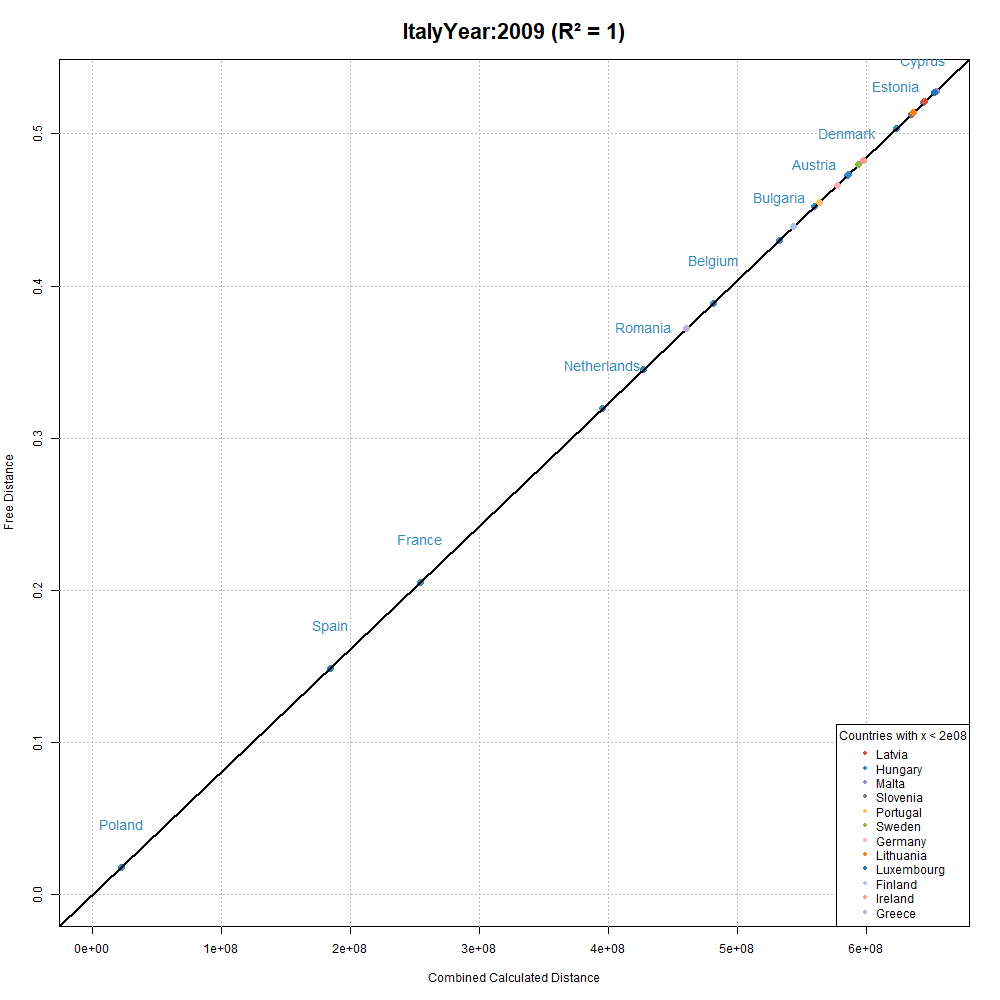 ItalyYear:2009 (R² = 1)
Cyprus
Estonia
Denmark
Austria
Bulgaria
Belgium
Romania
Netherlands
France
Spain
Poland
0.5
0.4
0.3
0.2
0.1
0.0
Free Distance
Countries with x < 2e08
Latvia
Hungary
Malta
Slovenia
Portugal
Sweden
Germany
Lithuania
Luxembourg
Finland
Ireland
Greece
0e+00 1e+08 2e+08 3e+08 4e+08 5e+08 6e+08
Combined Calculated Distance